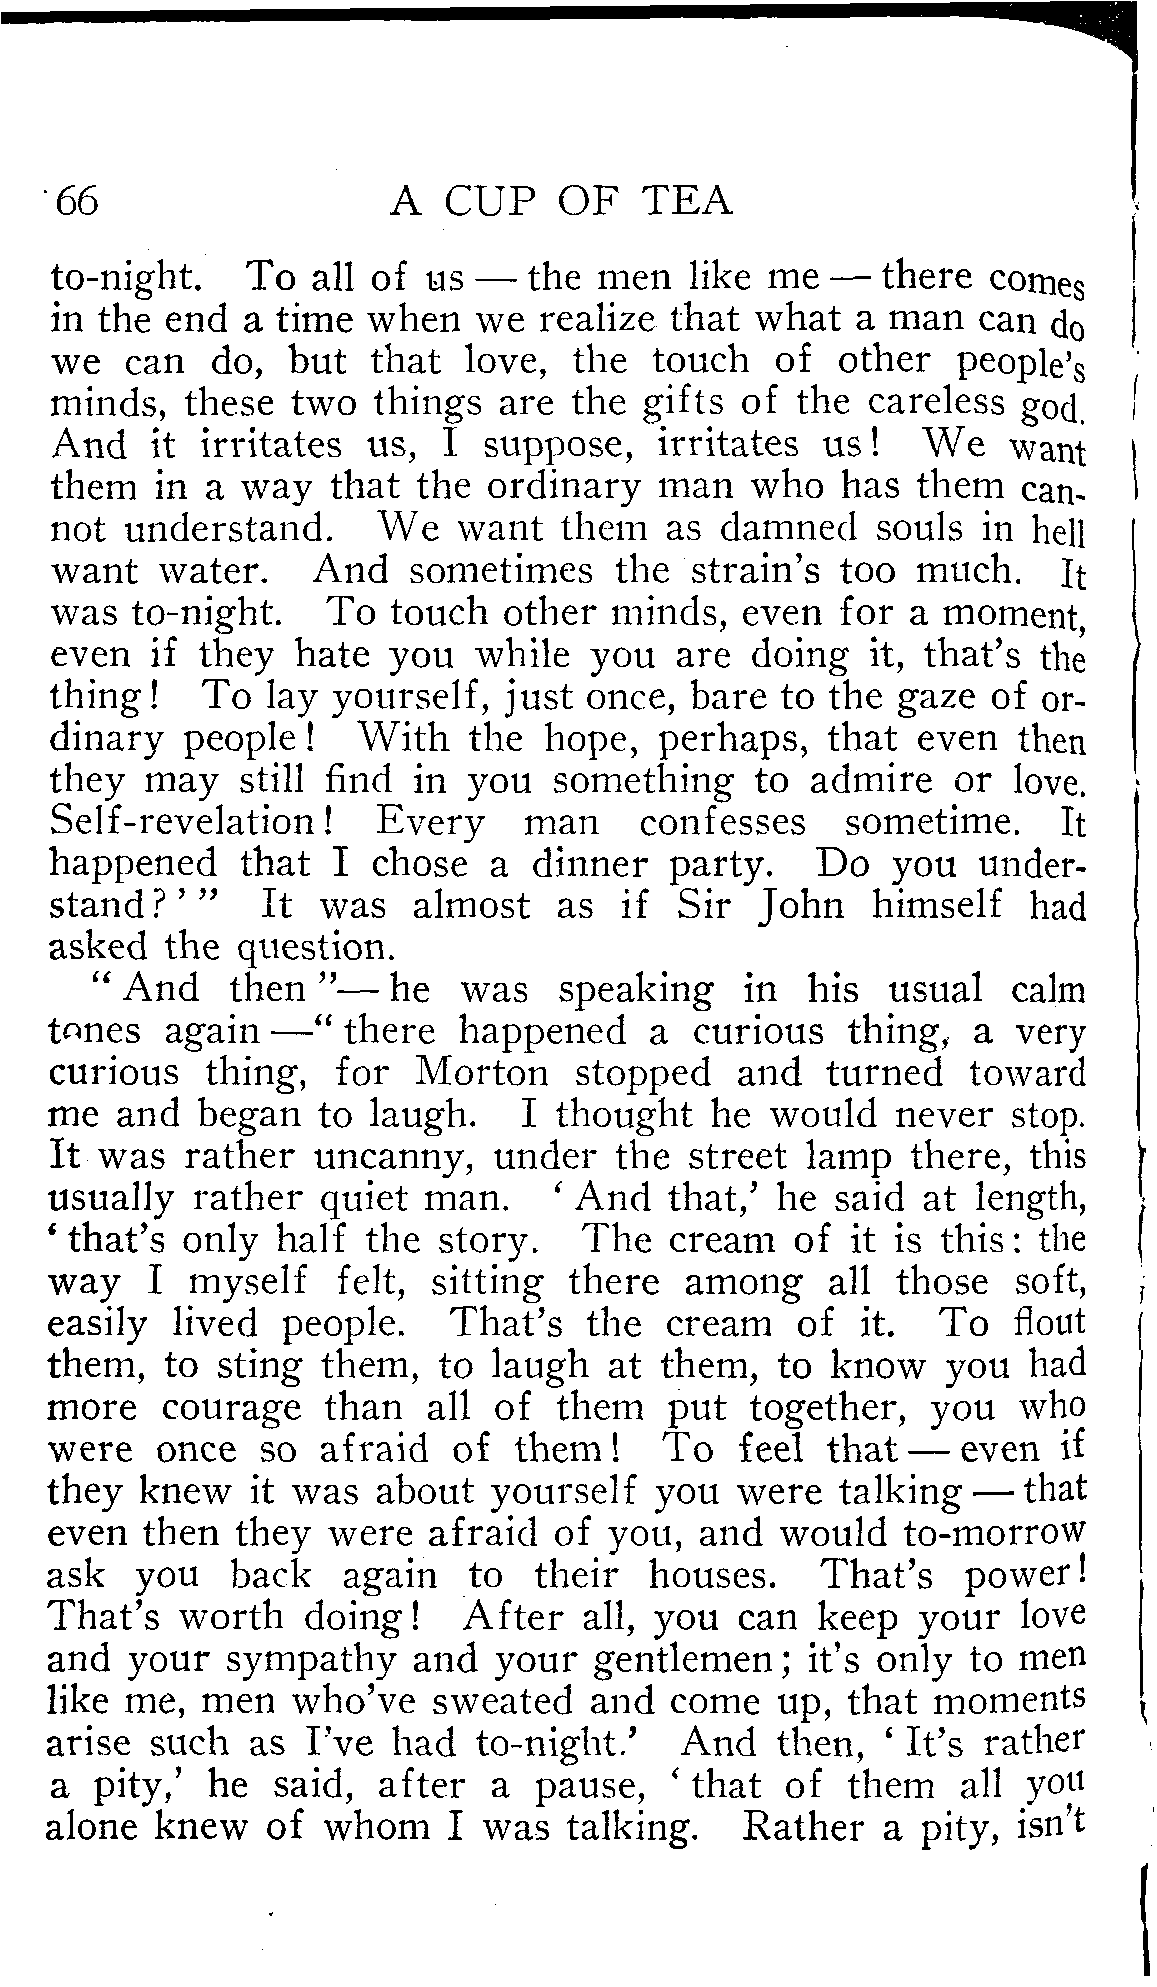 66 A CUP OF TEA
to-night. To all of us — the men like me — there comes
in the end a time when we realize that what a man can do
we can do, but that love, the touch of other people's
minds, these two things are the gifts of the careless god.
And it irritates us, I suppose, irritates us! We want
them in a way that the ordinary man who has them can-
not understand. We want them as damned souls in hell
want water. And sometimes the strain's too much. It
was to-night. To touch other minds, even for a moment,
even if they hate you while you are doing it, that's the
thing! To lay yourself, just once, bare to the gaze of or-
dinary people! With the hope, perhaps, that even then
they may still find in you something to admire or love.
Self-revelation! Every man confesses sometime. It
happened that I chose a dinner party. Do you under-
stand?'" It was almost as if Sir John himself had
asked the question.
"And then"— he was speaking in his usual calm
tones again —"there happened a curious thing, a very
curious thing, for Morton stopped and turned toward
me and began to laugh. I thought he would never stop.
It was rather uncanny, under the street lamp there, this
usually rather quiet man. 'And that,' he said at length,
'that's only half the story. The cream of it is this: the
way I myself felt, sitting there among all those soft,
easily lived people. That's the cream of it. To flout
them, to sting them, to laugh at them, to know you had
more courage than all of them put together, you who
were once so afraid of them! To feel that — even if
they knew it was about yourself you were talking — that
even then they were afraid of you, and would to-morrow
ask you back again to their houses. That's power!
That's worth doing! After all, you can keep your love
and your sympathy and your gentlemen; it's only to men
like me, men who've sweated and come up, that moments
arise such as I've had to-night.' And then, 'It's rather
a pity,' he said, after a pause, 'that of them all you
alone knew of whom I was talking. Rather a pity, isn't